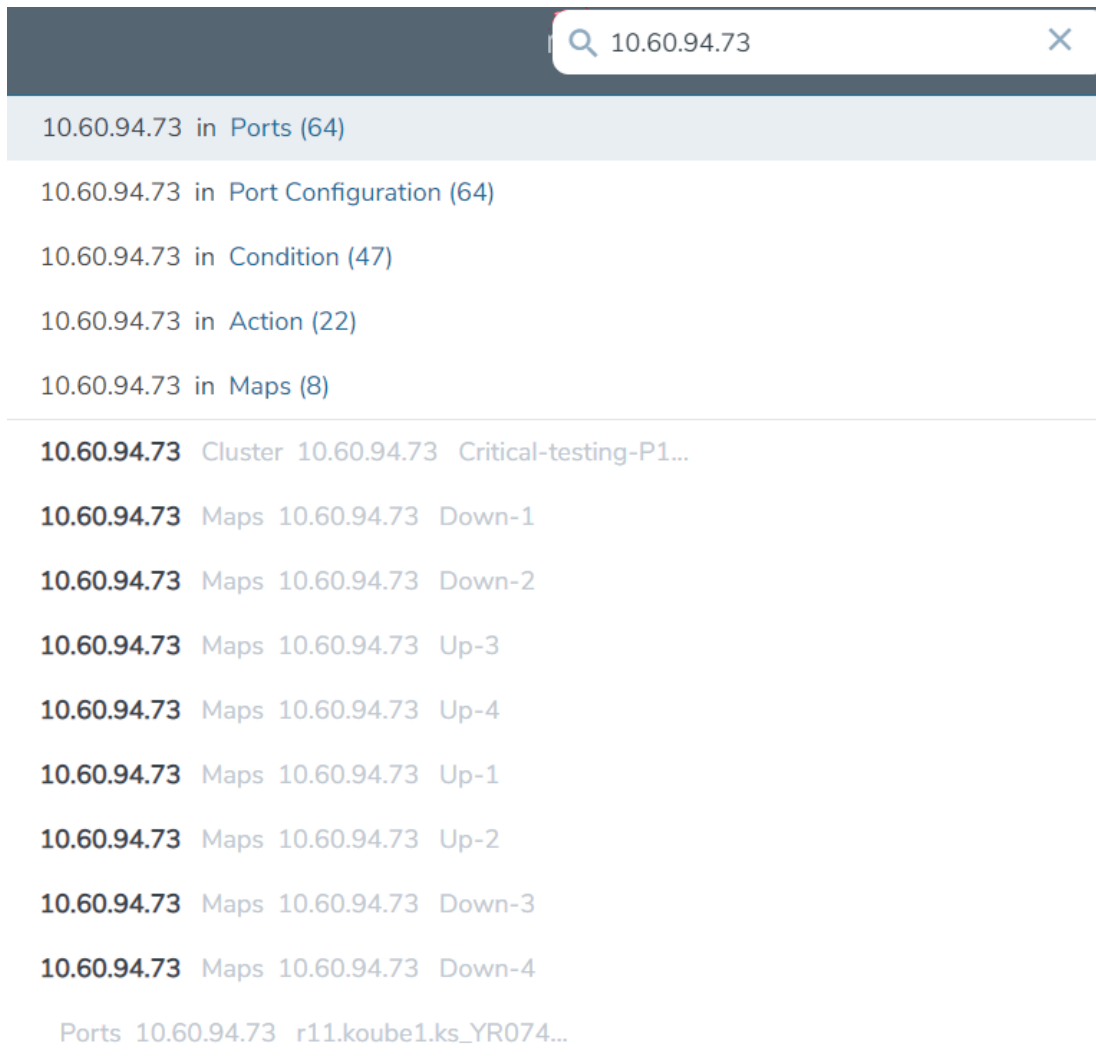 10.60.94.73
10.60.94.73 in Ports (64)
10.60.94.73 in Port Configuration (64)
10.60.94.73 in Condition (47)
10.60.94.73 in Action (22)
10.60.94.73 in Maps (8)
10.60.94.73 Cluster 10.60.94.73 Critical-testing-P1...
10.60.94.73 Maps 10.60.94.73 Down-1
10.60.94.73 Maps 10.60.94.73 Down-2
10.60.94.73 Maps 10.60.94.73 Up-3
10.60.94.73 Maps 10.60.94.73 Up-4
10.60.94.73 Maps 10.60.94.73 Up-1
10.60.94.73 Maps 10.60.94.73 Up-2
10.60.94.73 Maps 10.60.94.73 Down-3
10.60.94.73 Maps 10.60.94.73 Down-4
Ports 10.60.94.73 r11.koube1.ks_YR074...